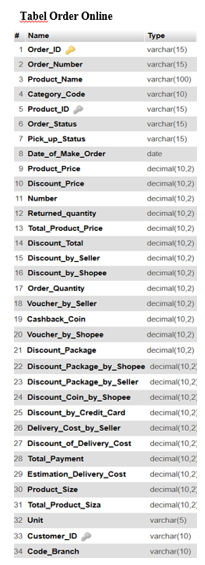 Tabel Order Online
# Name Type
1 Order_ID varchar(15)
2 Order_Number varchar(15)
3 Product_Name varchar(100)
4 Category_Code varchar(10)
5 Product_ID varchar(15)
6 Order_Status varchar(15)
7 Pick_up_Status varchar(15)
8 Date_of_Make_Order date
9 Product_Price decimal(10,2)
10 Discount_Price decimal(10,2)
11 Number decimal(10,2)
12 Returned_quantity decimal(10,2)
13 Total_Product_Price decimal(10,2)
14 Discount_Total decimal(10,2)
15 Discount_by_Seller decimal(10,2)
16 Discount_by_Shopee decimal(10,2)
17 Order_Quantity decimal(10,2)
18 Voucher_by_Seller decimal(10,2)
19 Cashback_Coin decimal(10,2)
20 Voucher_by_Shopee decimal(10,2)
21 Discount_Package decimal(10,2)
22 Discount_Package_by_Shopee decimal(10,2)
23 Discount_Package_by_Seller decimal(10,2)
24 Discount_Coin_by_Shopee decimal(10,2)
25 Discount_by_Credit_Card decimal(10,2)
26 Delivery_Cost_by_Seller decimal(10,2)
27 Discount_of_Delivery_Cost decimal(10,2)
28 Total_Payment decimal(10,2)
29 Estimation_Delivery_Cost decimal(10,2)
30 Product_Size decimal(10,2)
31 Total_Product_Siza decimal(10,2)
32 Unit varchar(5)
33 Customer_ID varchar(10)
34 Code_Branch varchar(10)